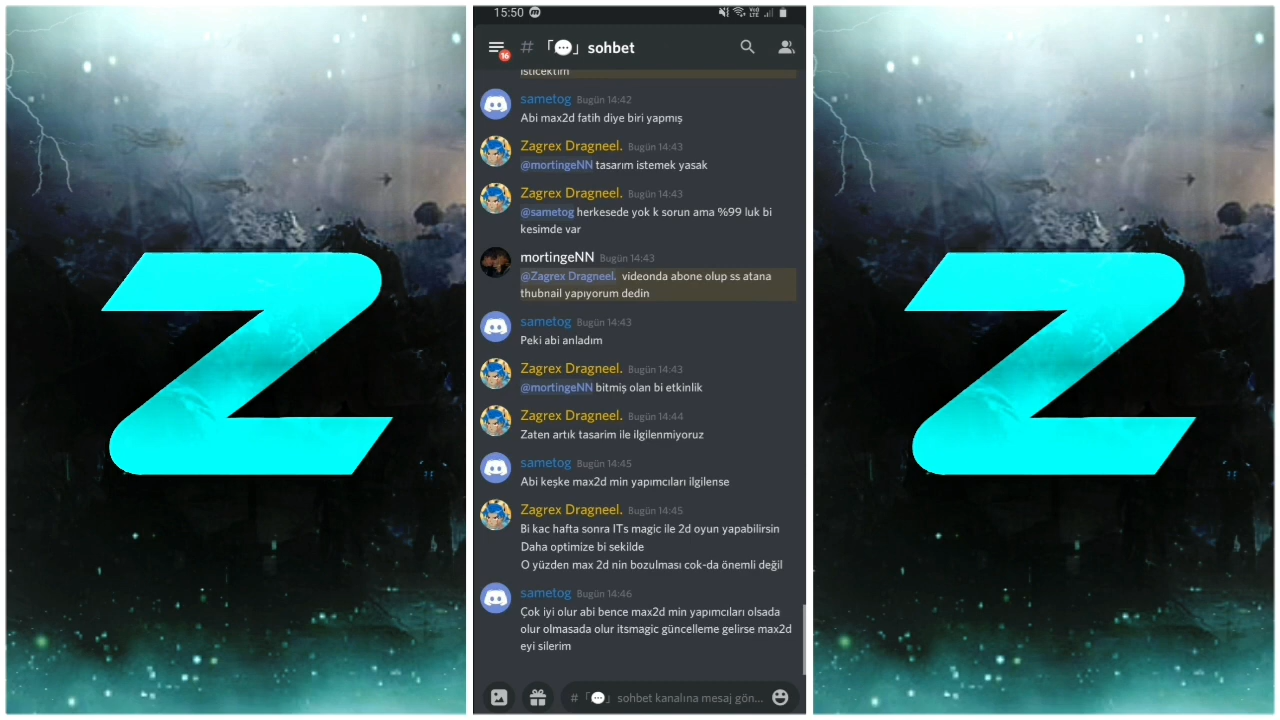 15:50
Vo)) LTE
16
# 「💬」 sohbet
isticektim
sametog Bugün 14:42
Abi max2d fatih diye biri yapmış
Zagrex Dragneel. Bugün 14:43
@mortingeNN tasarım istemek yasak
Zagrex Dragneel. Bugün 14:43
@sametog herkesede yok k sorun ama %99 luk bi
kesimde var
mortingeNN Bugün 14:43
@Zagrex Dragneel. videonda abone olup ss atana
thubnail yapıyorum dedin
sametog Bugün 14:43
Peki abi anladım
Zagrex Dragneel. Bugün 14:43
@mortingeNN bitmiş olan bi etkinlik
Zagrex Dragneel. Bugün 14:44
Zaten artık tasarim ile ilgilenmiyoruz
sametog Bugün 14:45
Abi keşke max2d min yapımcıları ilgilense
Zagrex Dragneel. Bugün 14:45
Bi kac hafta sonra ITs magic ile 2d oyun yapabilirsin
Daha optimize bi sekilde
O yüzden max 2d nin bozulması cok-da önemli değil
sametog Bugün 14:46
Çok iyi olur abi bence max2d min yapımcıları olsada
olur olmasada olur itsmagic güncelleme gelirse max2d
eyi silerim
# 「💬」 sohbet kanalına mesaj gön...
Z
Z